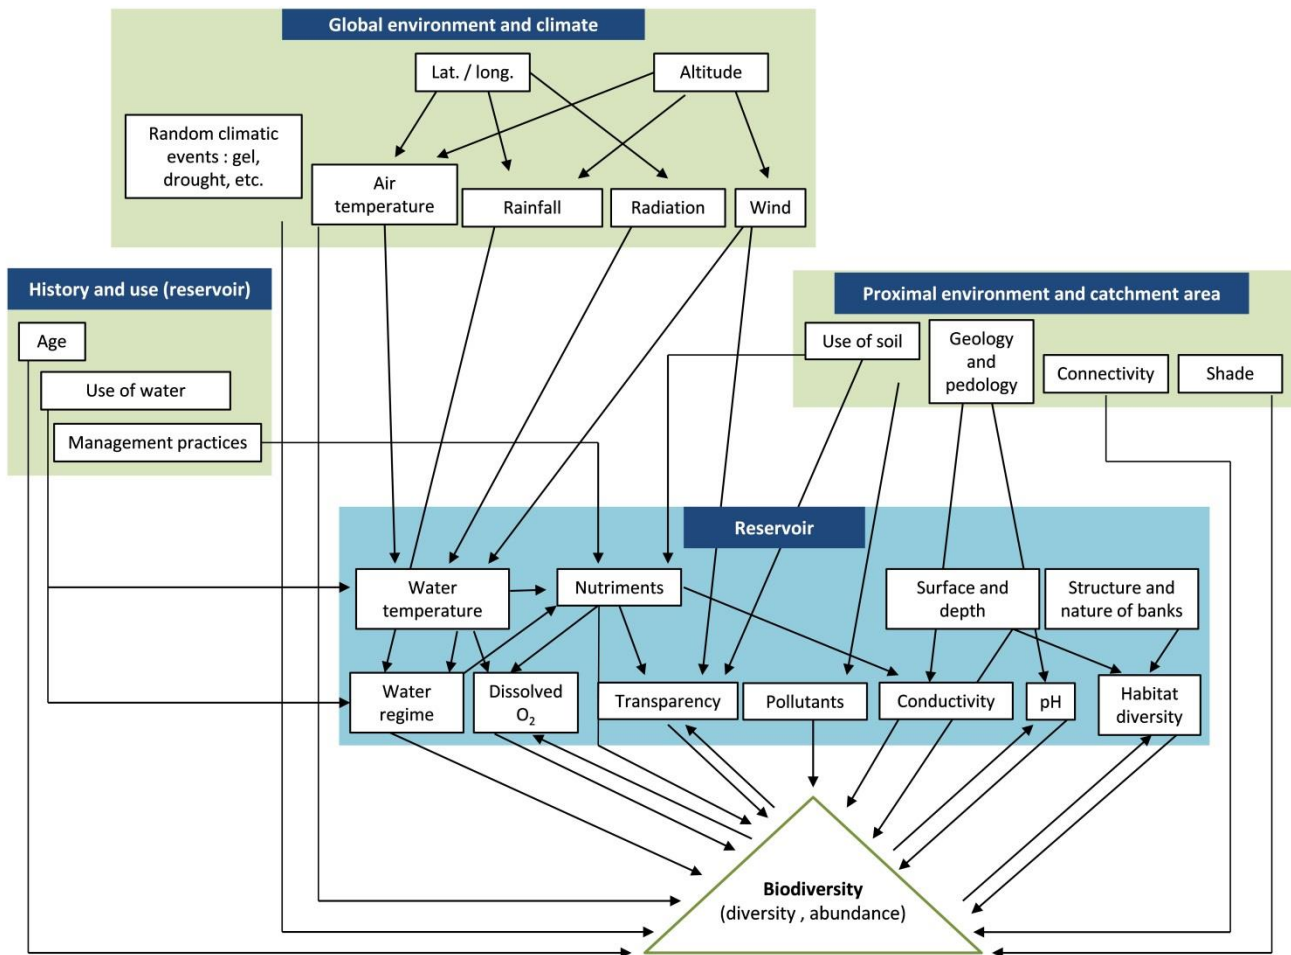 Global environment and climate
Lat. / long.
Altitude
Random climatic
events : gel,
drought, etc.
Air
temperature
Rainfall
Radiation
Wind
History and use (reservoir)
Age
Use of water
Management practices
Proximal environment and catchment area
Use of soil
Geology
and
pedology
Connectivity
Shade
Reservoir
Water
temperature
Nutriments
Surface and
depth
Structure and
nature of banks
Water
regime
Dissolved
O₂
Transparency
Pollutants
Conductivity
pH
Habitat
diversity
Biodiversity
(diversity , abundance)